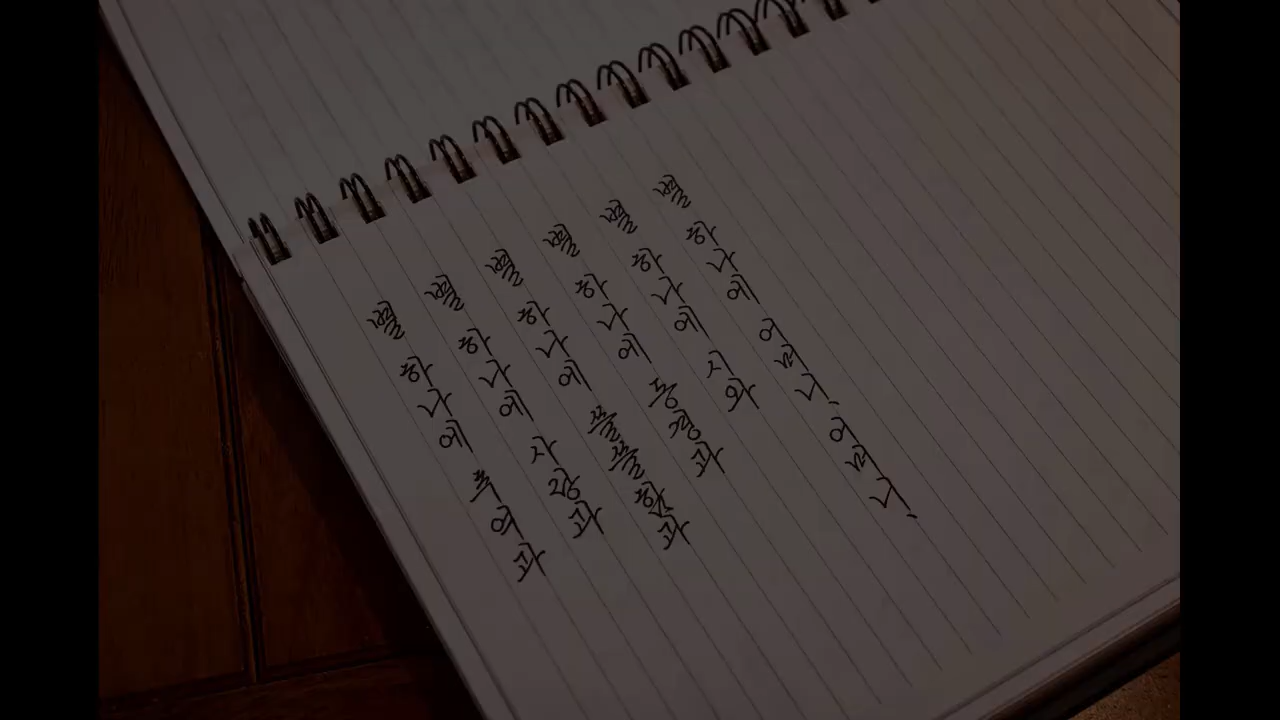 별 하나에 추억과
별 하나에 사랑과
별 하나에 쓸쓸함과
별 하나에 동경과
별 하나에 시와
별 하나에 어머니, 어머니,